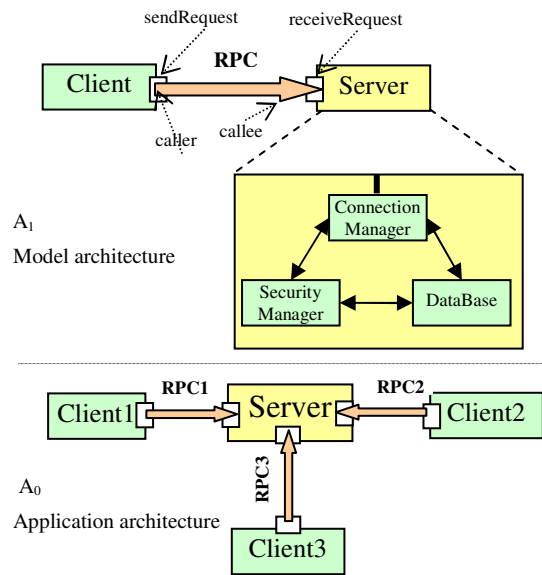 sendRequest
receiveRequest
RPC
Client
Server
caller
callee
A1
Model architecture
Connection
Manager
Security
Manager
DataBase
RPC1
RPC2
Client1
Server
Client2
RPC3
A0
Application architecture
Client3